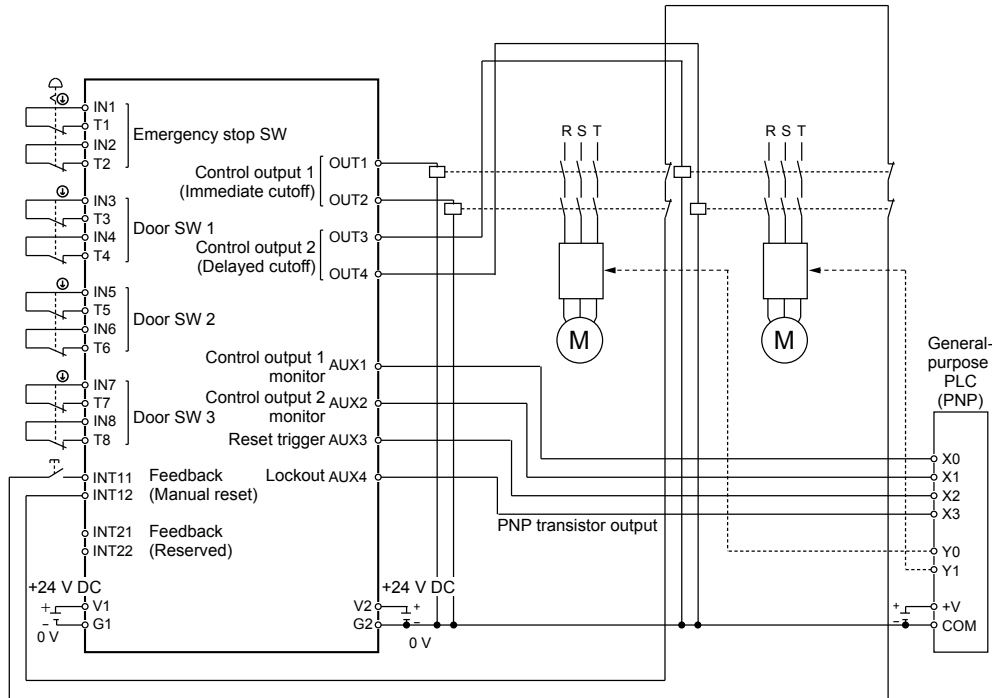 IN1
T1
IN2
T2
Emergency stop SW
IN3
T3
IN4
T4
Door SW 1
IN5
T5
IN6
T6
Door SW 2
IN7
T7
IN8
T8
Door SW 3
INT11
INT12
Feedback
(Manual reset)
INT21
INT22
Feedback
(Reserved)
+24 V DC
+
−
V1
G1
0 V
Control output 1
(Immediate cutoff)
OUT1
OUT2
Control output 2
(Delayed cutoff)
OUT3
OUT4
Control output 1
monitor
AUX1
Control output 2
monitor
AUX2
Reset trigger AUX3
Lockout AUX4
PNP transistor output
+24 V DC
V2
G2
+
−
0 V
R S T
M
R S T
M
General-
purpose
PLC
(PNP)
X0
X1
X2
X3
Y0
Y1
+
−
+V
COM